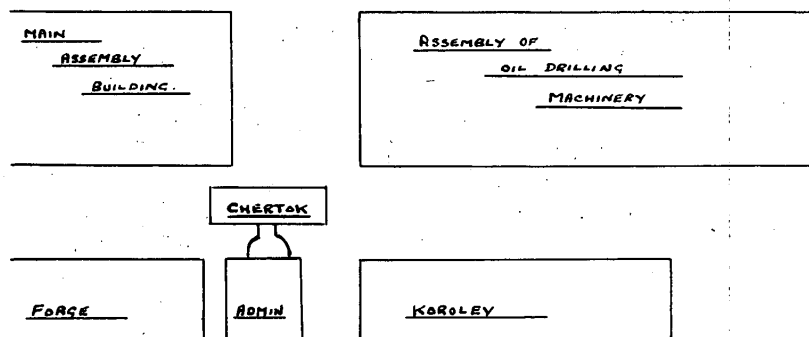 MAIN
ASSEMBLY
BUILDING.
ASSEMBLY OF
OIL DRILLING
MACHINERY
CHERTOK
FORGE
ADMIN
KOROLEY